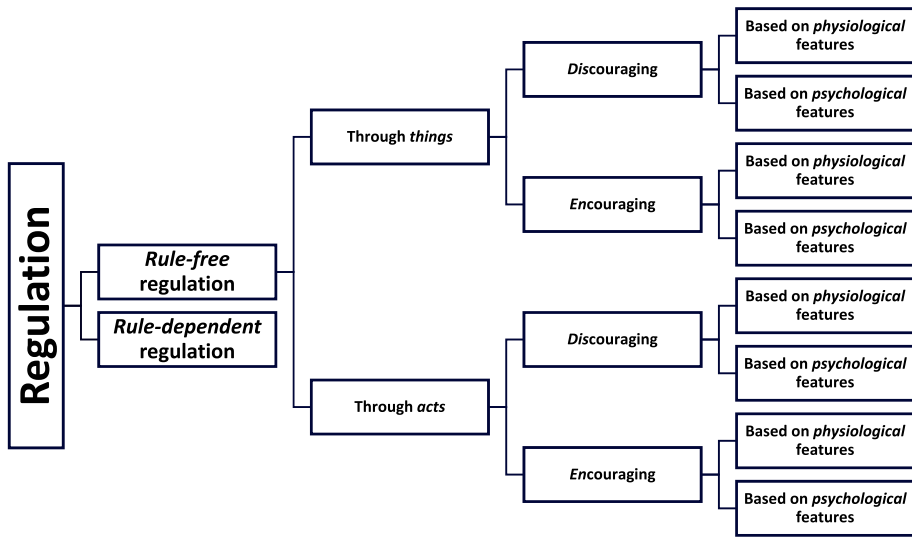 Regulation
Rule-free
regulation
Rule-dependent
regulation
Through things
Through acts
Discouraging
Encouraging
Discouraging
Encouraging
Based on physiological
features
Based on psychological
features
Based on physiological
features
Based on psychological
features
Based on physiological
features
Based on psychological
features
Based on physiological
features
Based on psychological
features